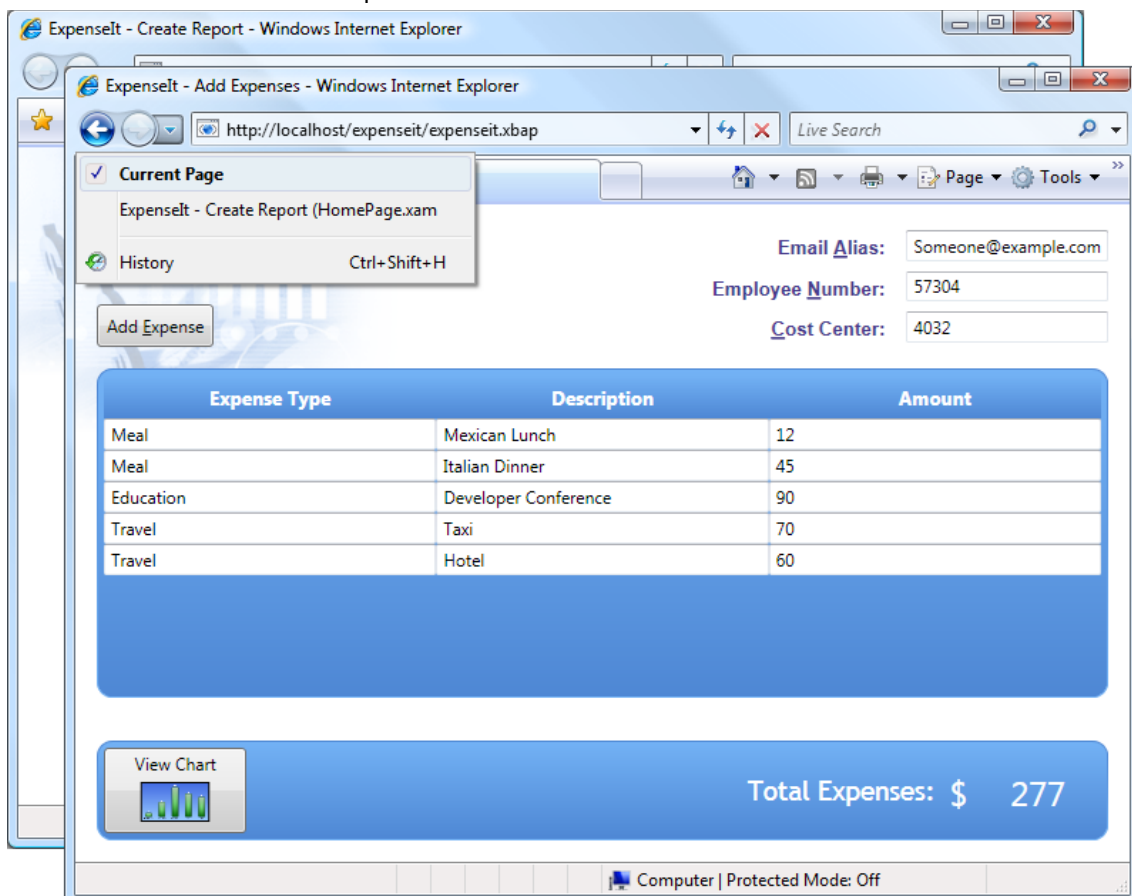 ExpenseIt - Create Report - Windows Internet Explorer
ExpenseIt - Add Expenses - Windows Internet Explorer
http://localhost/expenseit/expenseit.xbap
Live Search
Current Page
Page Tools
ExpenseIt - Create Report (HomePage.xam
History Ctrl+Shift+H
Email Alias: Someone@example.com
Employee Number: 57304
Add Expense
Cost Center: 4032
Expense Type Description Amount
Meal Mexican Lunch 12
Meal Italian Dinner 45
Education Developer Conference 90
Travel Taxi 70
Travel Hotel 60
View Chart
Total Expenses: $ 277
Computer | Protected Mode: Off